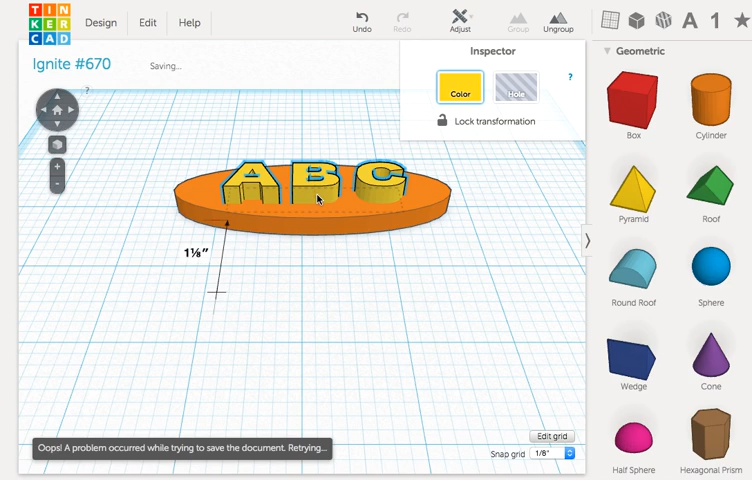 TIN
KER
CAD
Design
Edit
Help
Undo
Redo
Adjust
Group
Ungroup
Ignite #670
Saving...
?
Inspector
Color
Hole
?
Lock transformation
Geometric
Box
Cylinder
Pyramid
Roof
Round Roof
Sphere
Wedge
Cone
Half Sphere
Hexagonal Prism
A 1
+
-
ABC
1⅛"
Oops! A problem occurred while trying to save the document. Retrying...
Edit grid
Snap grid 1/8"